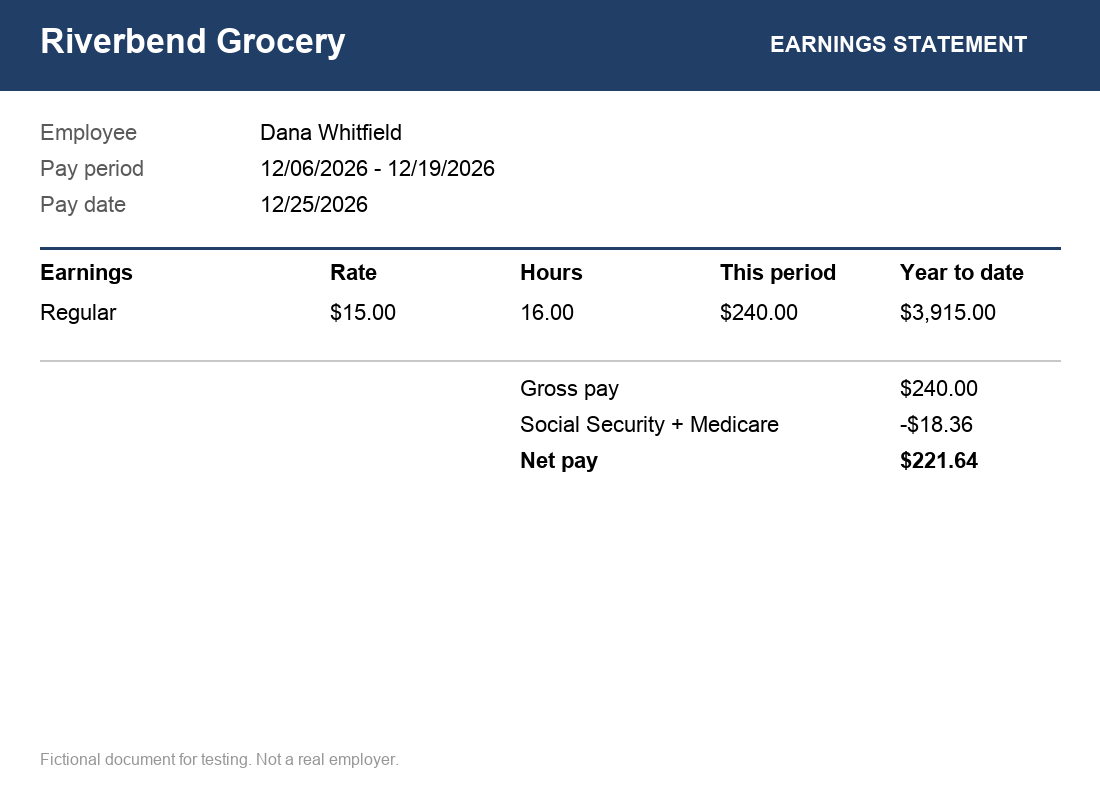 Riverbend Grocery EARNINGS STATEMENT
Employee Dana Whitfield
Pay period 12/06/2026 - 12/19/2026
Pay date 12/25/2026
Earnings Rate Hours This period Year to date
Regular $15.00 16.00 $240.00 $3,915.00
Gross pay $240.00
Social Security + Medicare -$18.36
Net pay $221.64
Fictional document for testing. Not a real employer.